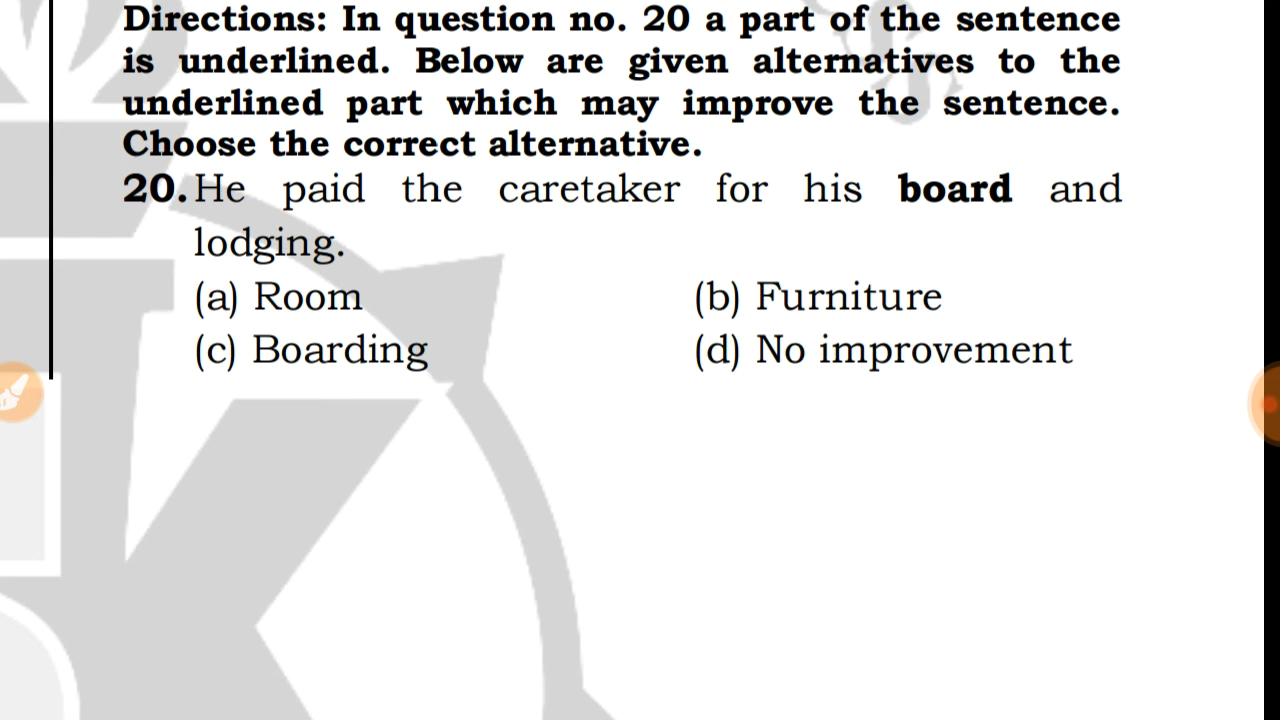 Directions: In question no. 20 a part of the sentence
is underlined. Below are given alternatives to the
underlined part which may improve the sentence.
Choose the correct alternative.
20. He paid the caretaker for his board and
lodging.
(a) Room (b) Furniture
(c) Boarding (d) No improvement